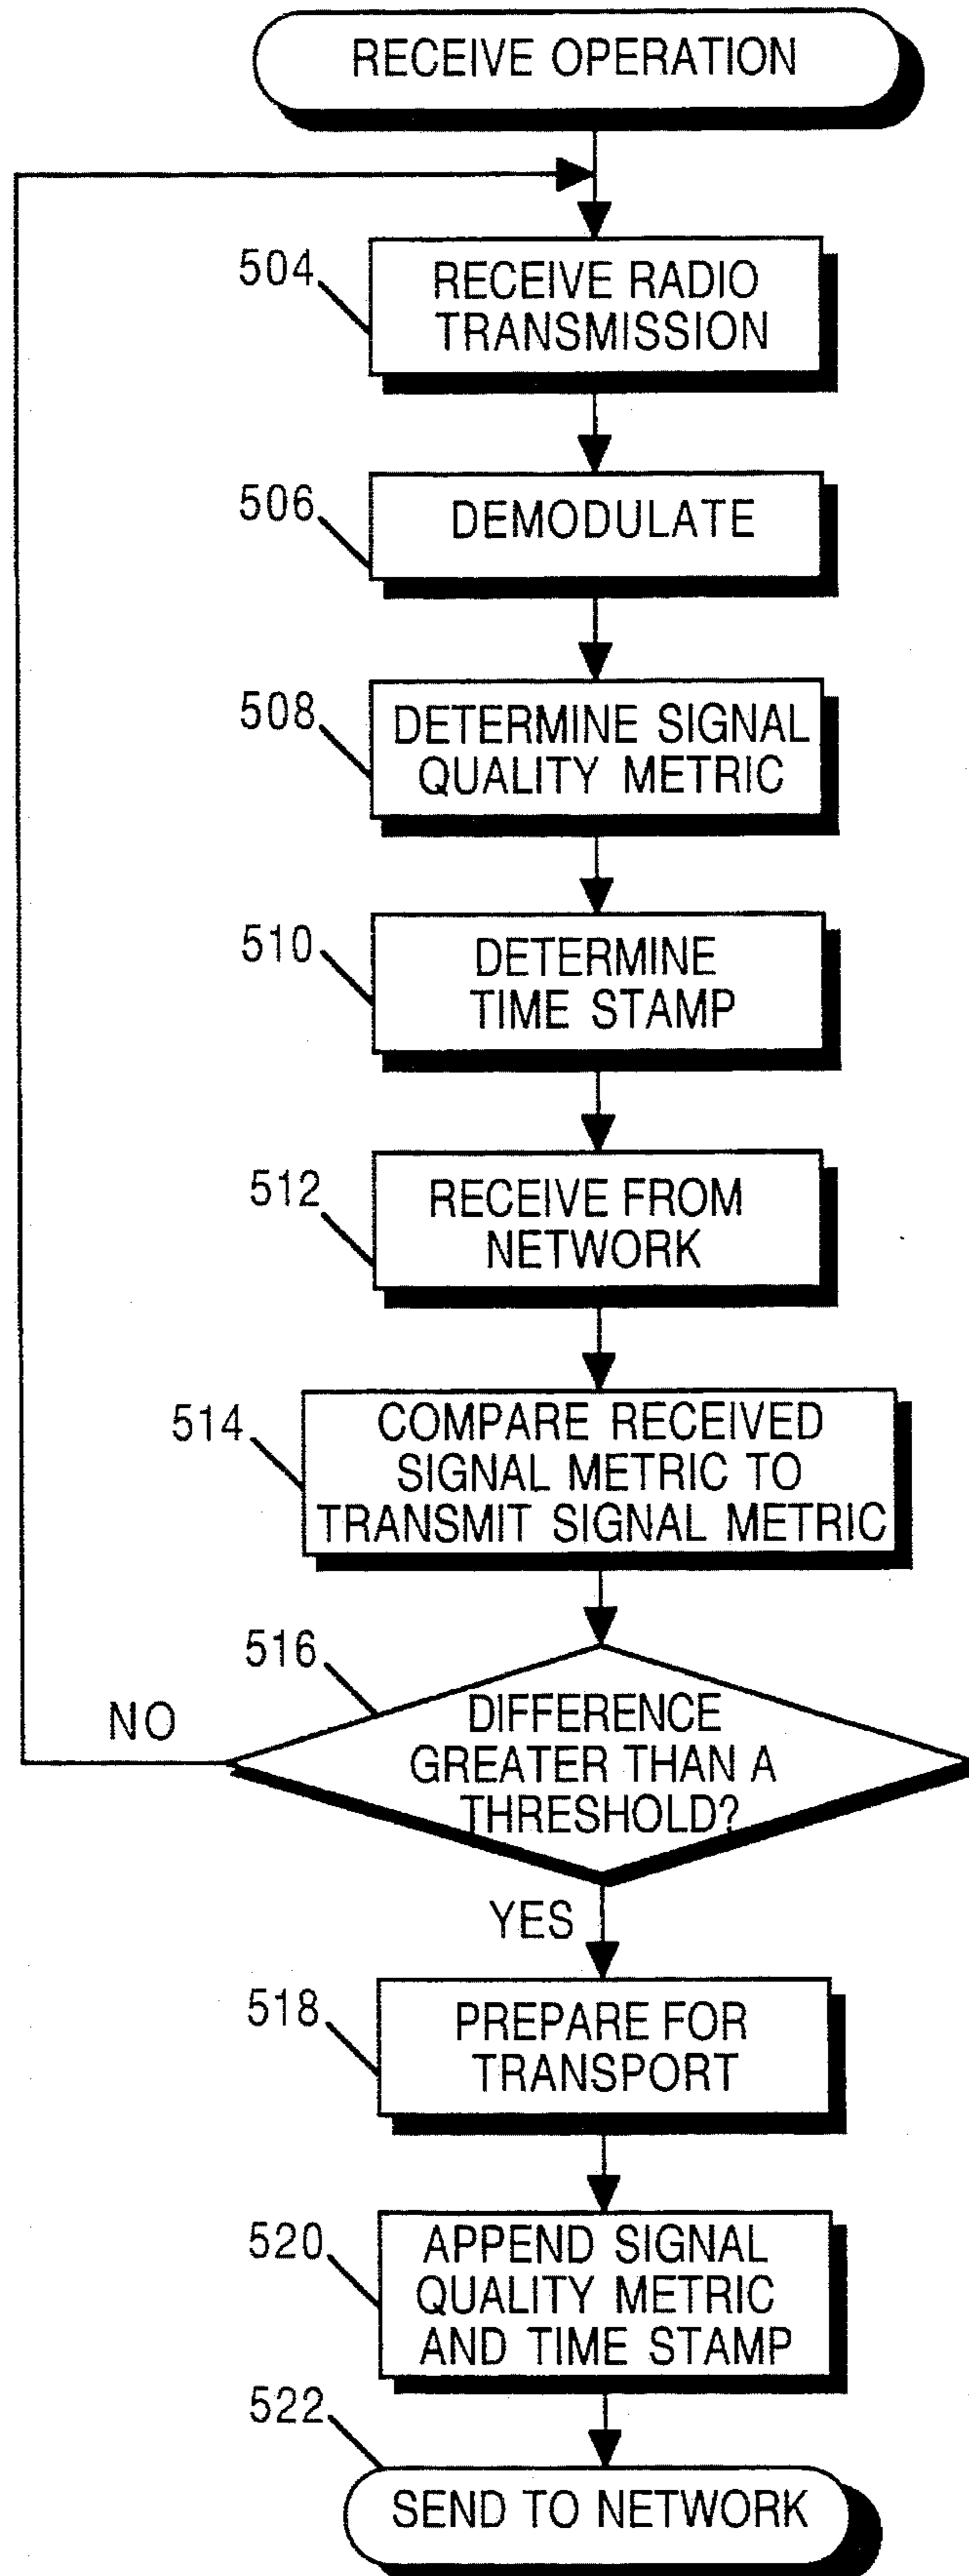 RECEIVE OPERATION
504
RECEIVE RADIO
TRANSMISSION
506
DEMODULATE
508
DETERMINE SIGNAL
QUALITY METRIC
510
DETERMINE
TIME STAMP
512
RECEIVE FROM
NETWORK
514
COMPARE RECEIVED
SIGNAL METRIC TO
TRANSMIT SIGNAL METRIC
516
NO
DIFFERENCE
GREATER THAN A
THRESHOLD?
YES
518
PREPARE FOR
TRANSPORT
520
APPEND SIGNAL
QUALITY METRIC
AND TIME STAMP
522
SEND TO NETWORK